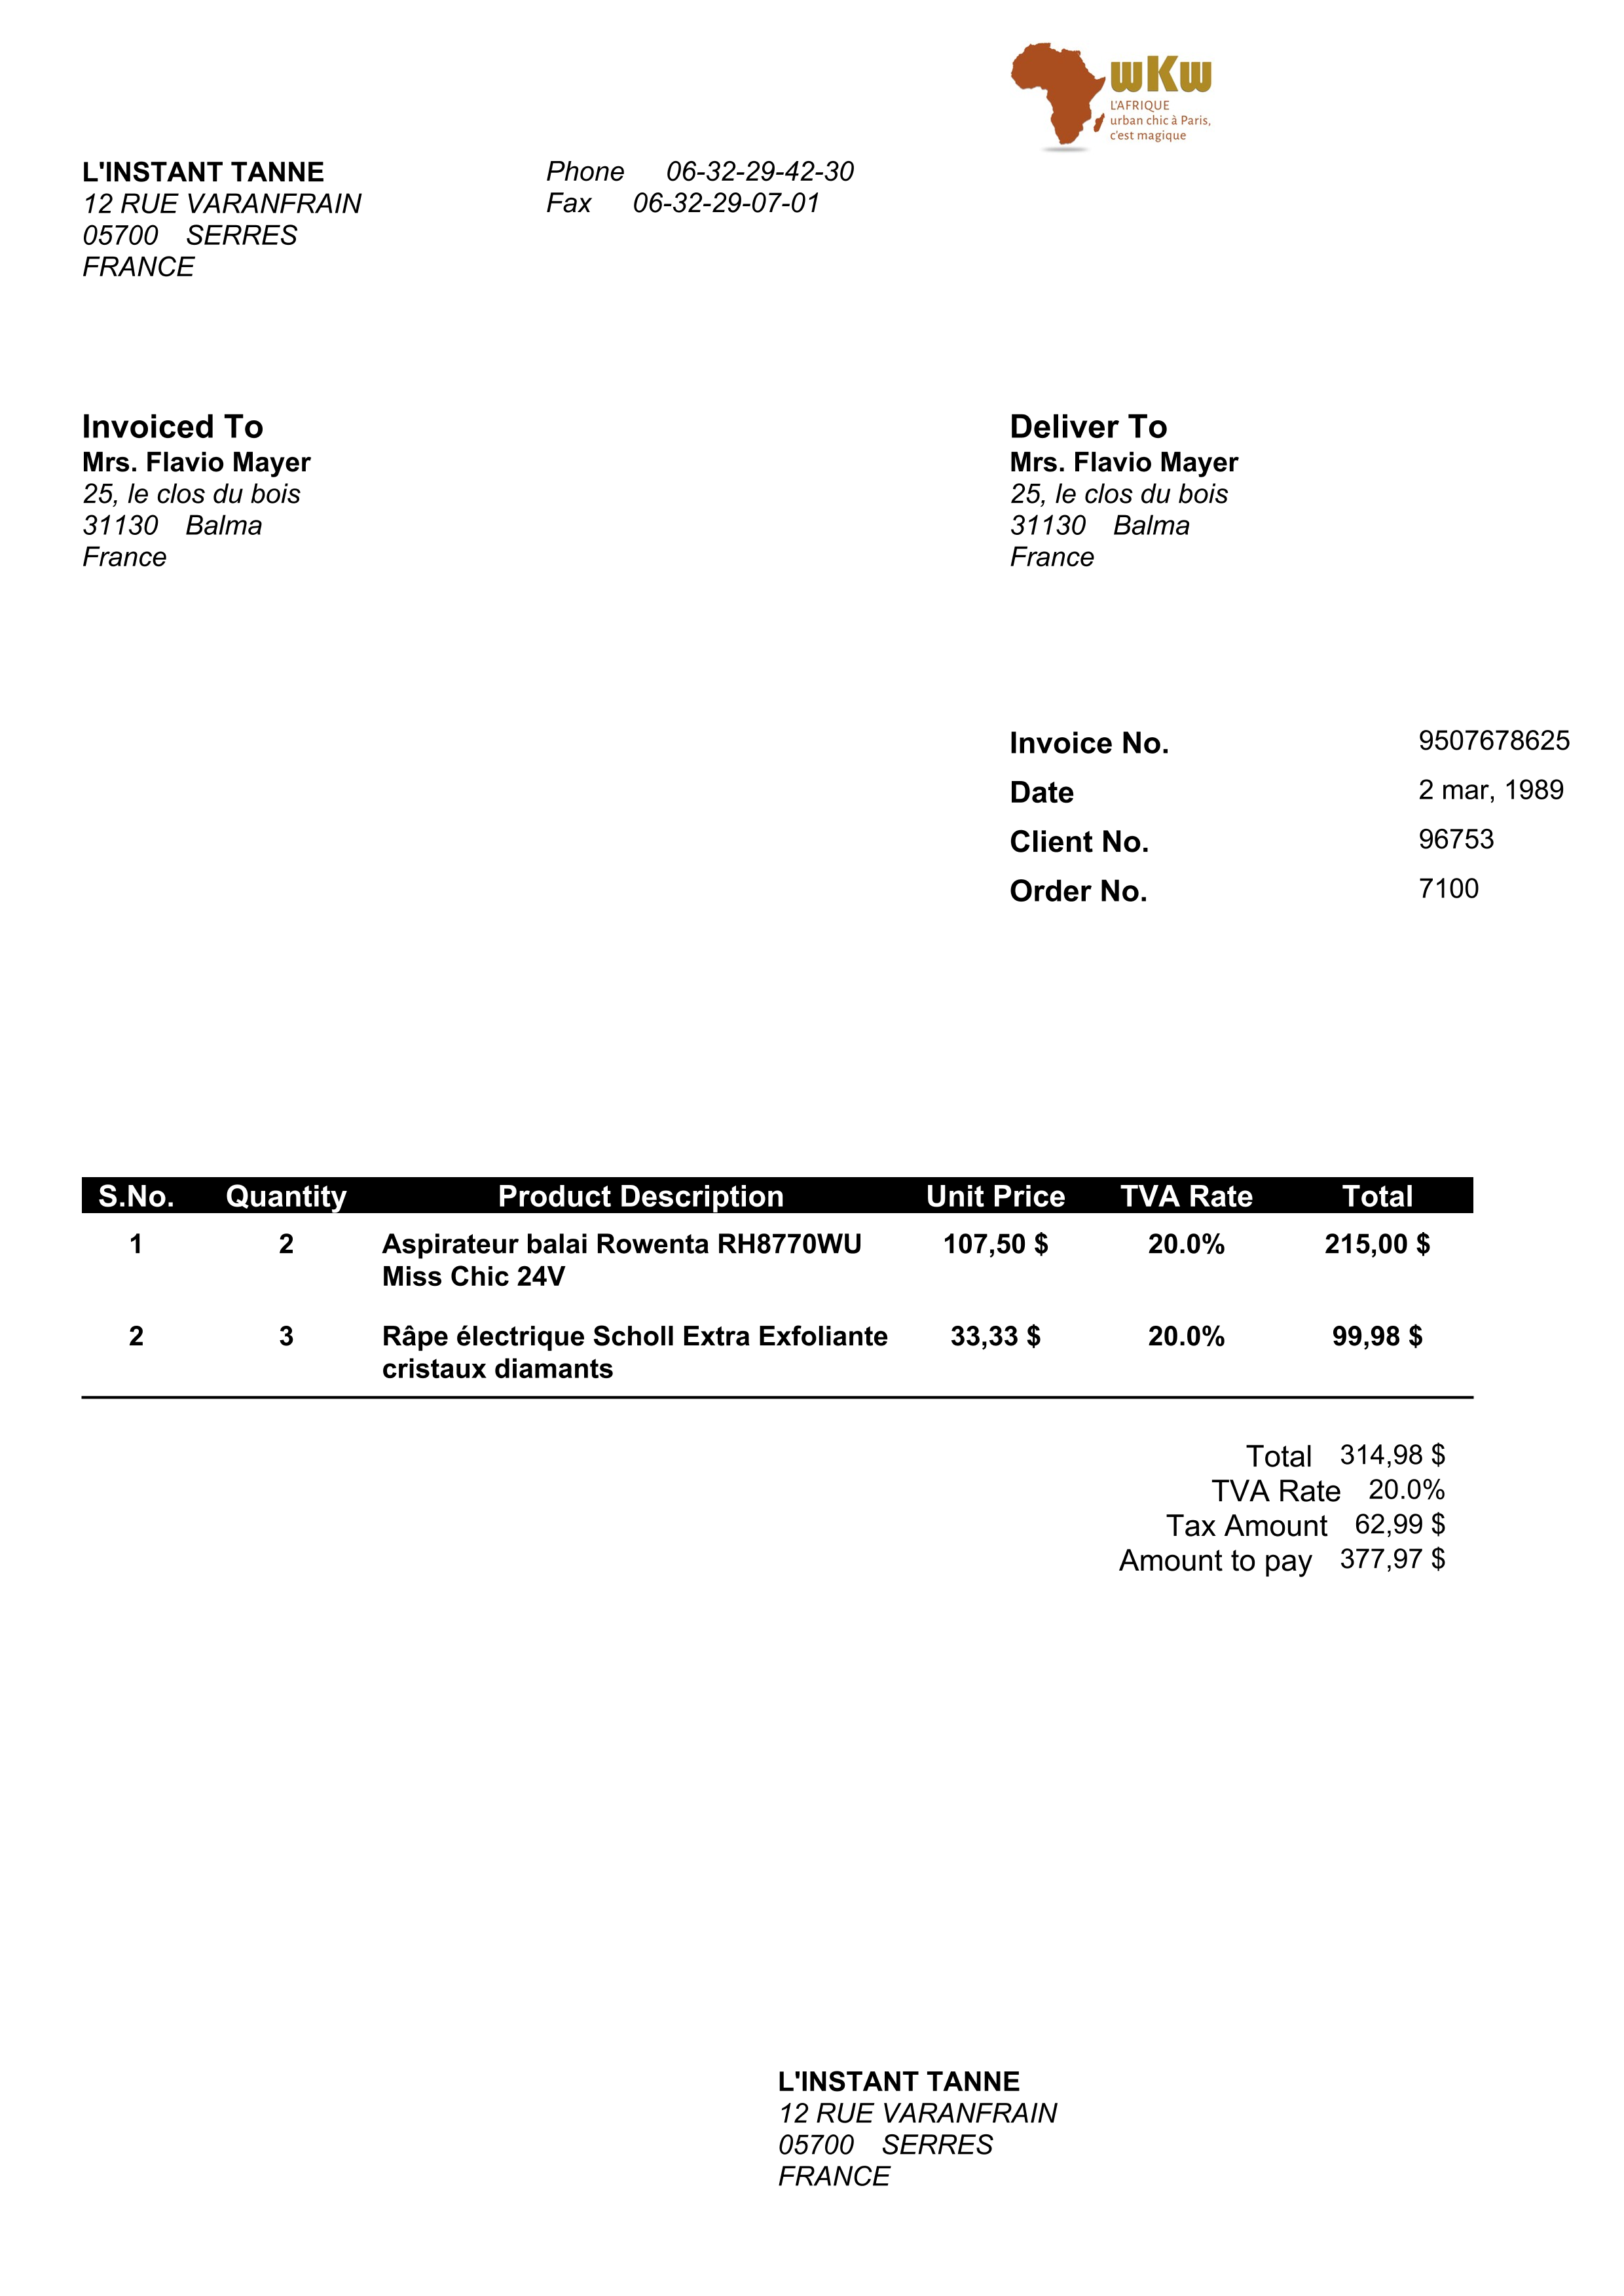 wKw
L'AFRIQUE
urban chic à Paris,
c'est magique
L'INSTANT TANNE
12 RUE VARANFRAIN
05700 SERRES
FRANCE
Phone 06-32-29-42-30
Fax 06-32-29-07-01
Invoiced To
Mrs. Flavio Mayer
25, le clos du bois
31130 Balma
France
Deliver To
Mrs. Flavio Mayer
25, le clos du bois
31130 Balma
France
Invoice No. 9507678625
Date 2 mar, 1989
Client No. 96753
Order No. 7100
S.No. Quantity Product Description Unit Price TVA Rate Total
1 2 Aspirateur balai Rowenta RH8770WU 107,50 $ 20.0% 215,00 $
Miss Chic 24V
2 3 Râpe électrique Scholl Extra Exfoliante 33,33 $ 20.0% 99,98 $
cristaux diamants
Total 314,98 $
TVA Rate 20.0%
Tax Amount 62,99 $
Amount to pay 377,97 $
L'INSTANT TANNE
12 RUE VARANFRAIN
05700 SERRES
FRANCE